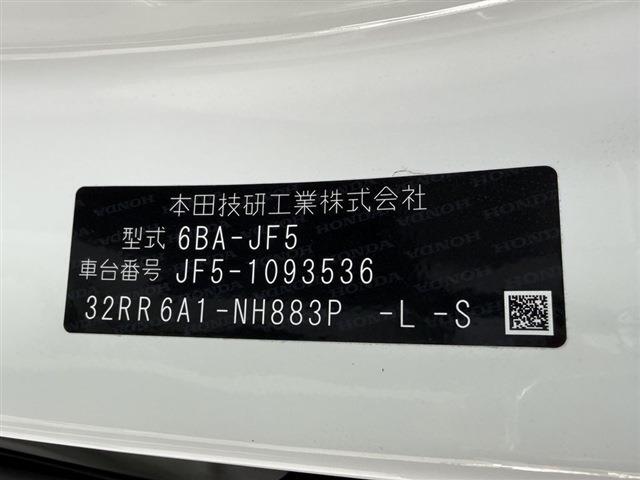 本田技研工業株式会社
型式 6BA-JF5
車台番号 JF5-1093536
32RR6A1-NH883P -L-S